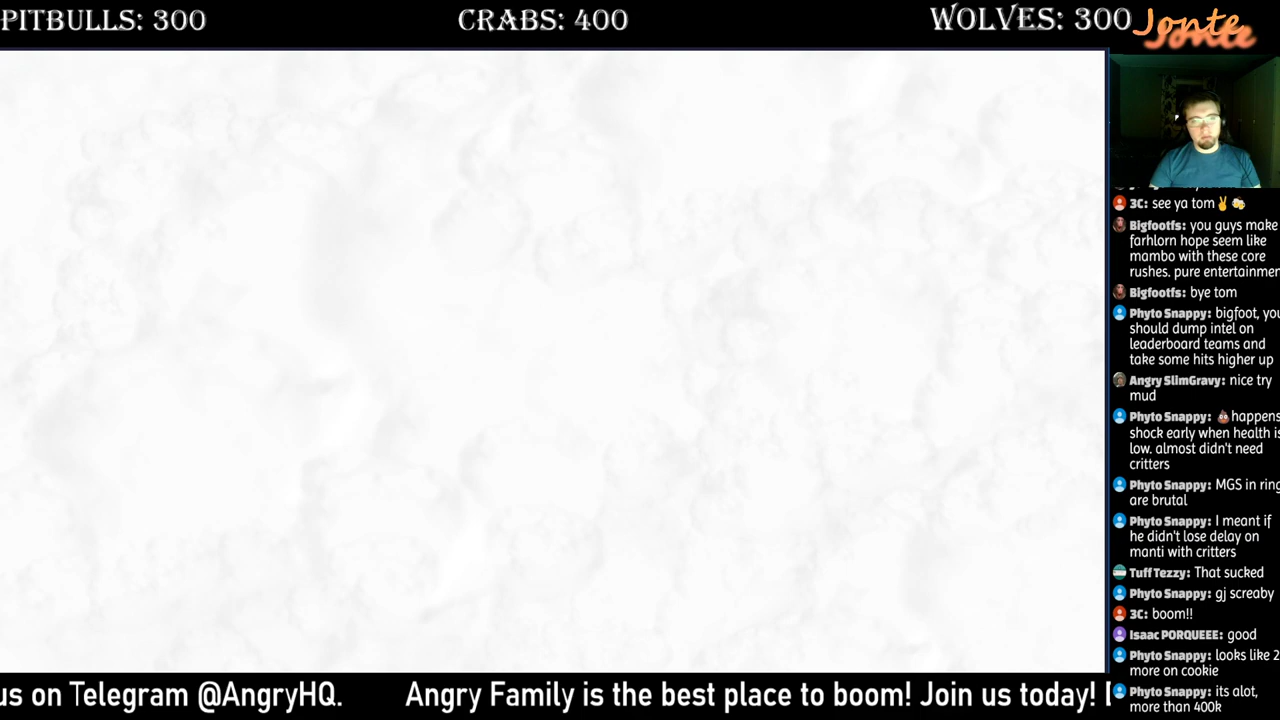 PITBULLS: 300
CRABS: 400
WOLVES: 300
Jonte
Jonte
3C: see ya tom✌️
Bigfootfs: you guys make
farhlorn hope seem like
mambo with these core
rushes. pure entertainmen
Bigfootfs: bye tom
Phyto Snappy: bigfoot, you
should dump intel on
leaderboard teams and
take some hits higher up
Angry SlimGravy: nice try
mud
Phyto Snappy: 💩happens
shock early when health is
low. almost didn't need
critters
Phyto Snappy: MGS in ring
are brutal
Phyto Snappy: I meant if
he didn't lose delay on
manti with critters
Tuff Tezzy: That sucked
Phyto Snappy: gj screaby
3C: boom!!
Isaac PORQUEEE: good
Phyto Snappy: looks like 2
more on cookie
Phyto Snappy: its alot,
more than 400k
us on Telegram @AngryHQ. Angry Family is the best place to boom! Join us today!